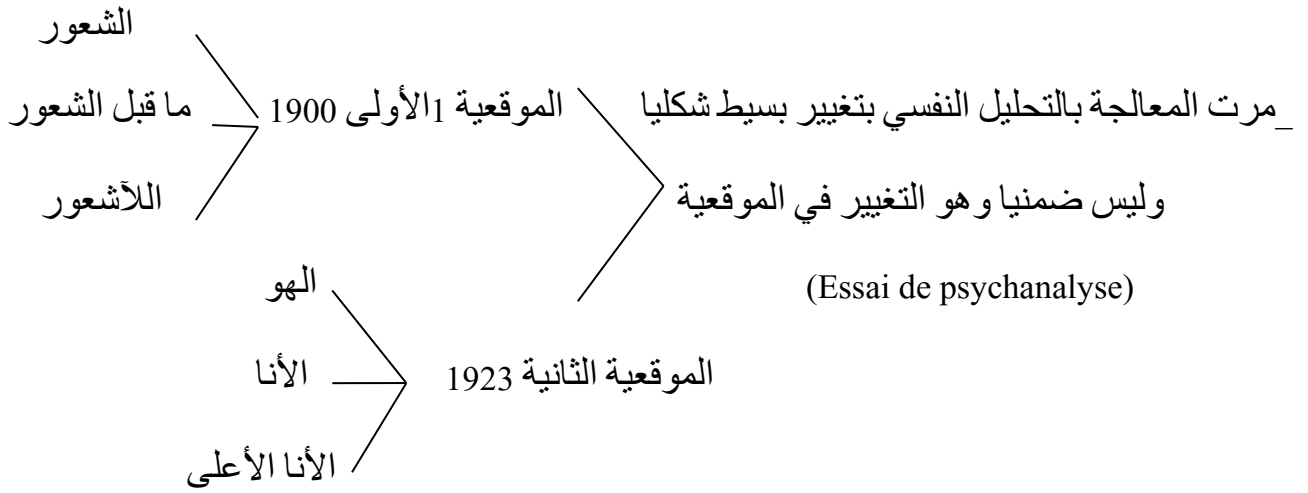 _مرت المعالجة بالتحليل النفسي بتغيير بسيط شكليا
وليس ضمنيا وهو التغيير في الموقعية
(Essai de psychanalyse)
الموقعية 1الأولى 1900
الشعور
ما قبل الشعور
اللآشعور
الموقعية الثانية 1923
الهو
الأنا
الأنا الأعلى